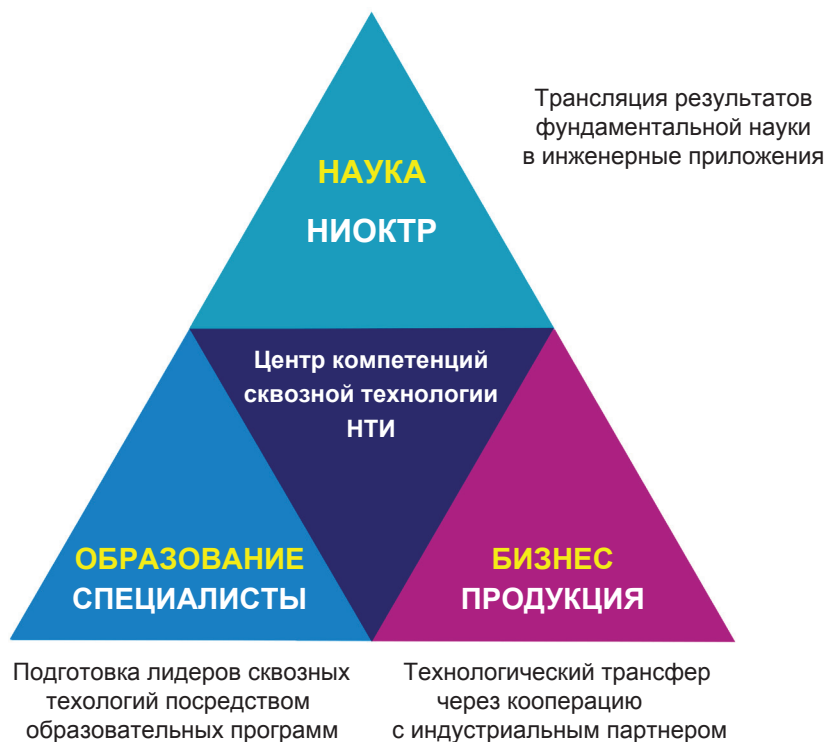 Трансляция результатов
фундаментальной науки
в инженерные приложения
НАУКА
НИОКТР
Центр компетенций
сквозной технологии
НТИ
ОБРАЗОВАНИЕ
СПЕЦИАЛИСТЫ
БИЗНЕС
ПРОДУКЦИЯ
Подготовка лидеров сквозных
техологий посредством
образовательных программ
Технологический трансфер
через кооперацию
с индустриальным партнером